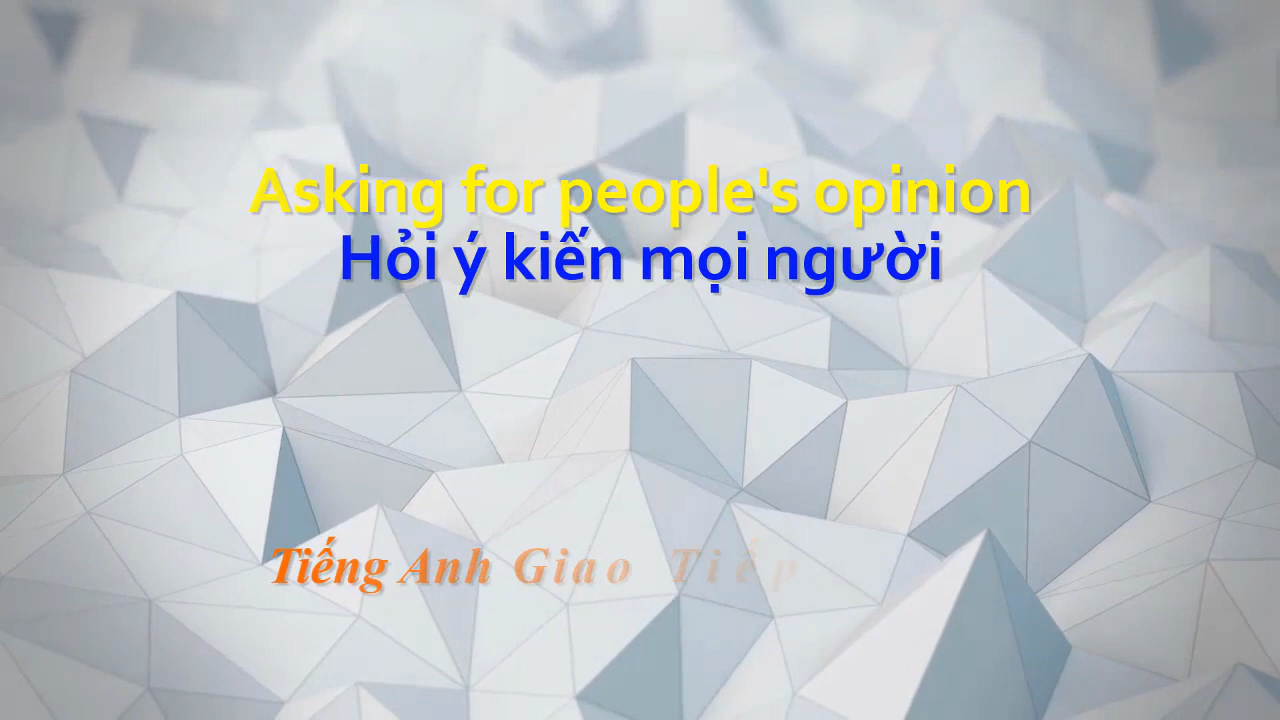 Asking for people's opinion
Hỏi ý kiến mọi người
Tiếng Anh Giao Tiếp